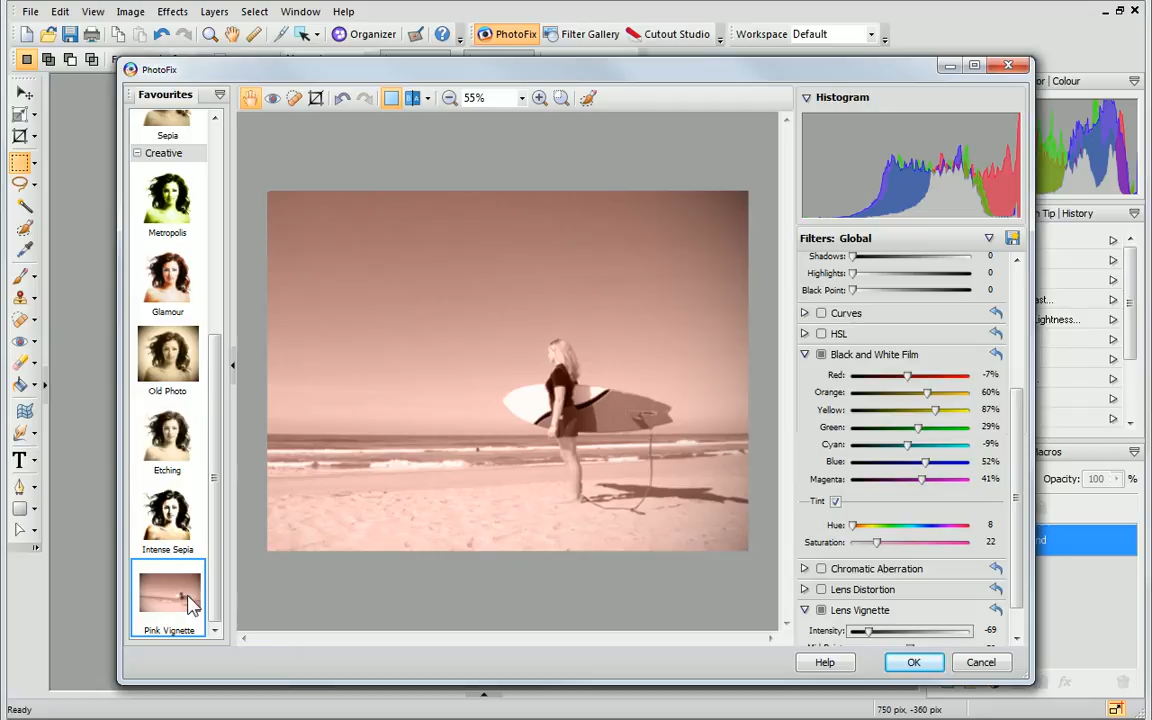 File Edit View Image Effects Layers Select Window Help
Organizer
PhotoFix Filter Gallery Cutout Studio Workspace Default
PhotoFix
Favourites
Sepia
Creative
Metropolis
Glamour
Old Photo
Etching
Intense Sepia
Pink Vignette
55%
Histogram
Filters: Global
Shadows: 0
Highlights: 0
Black Point: 0
Curves
HSL
Black and White Film
Red: -7%
Orange: 60%
Yellow: 87%
Green: 29%
Cyan: -9%
Blue: 52%
Magenta: 41%
Tint
Hue: 8
Saturation: 22
Chromatic Aberration
Lens Distortion
Lens Vignette
Intensity: -69
Help OK Cancel
Colour
Tip | History
Opacity: 100 %
Ready
750 pix, -360 pix